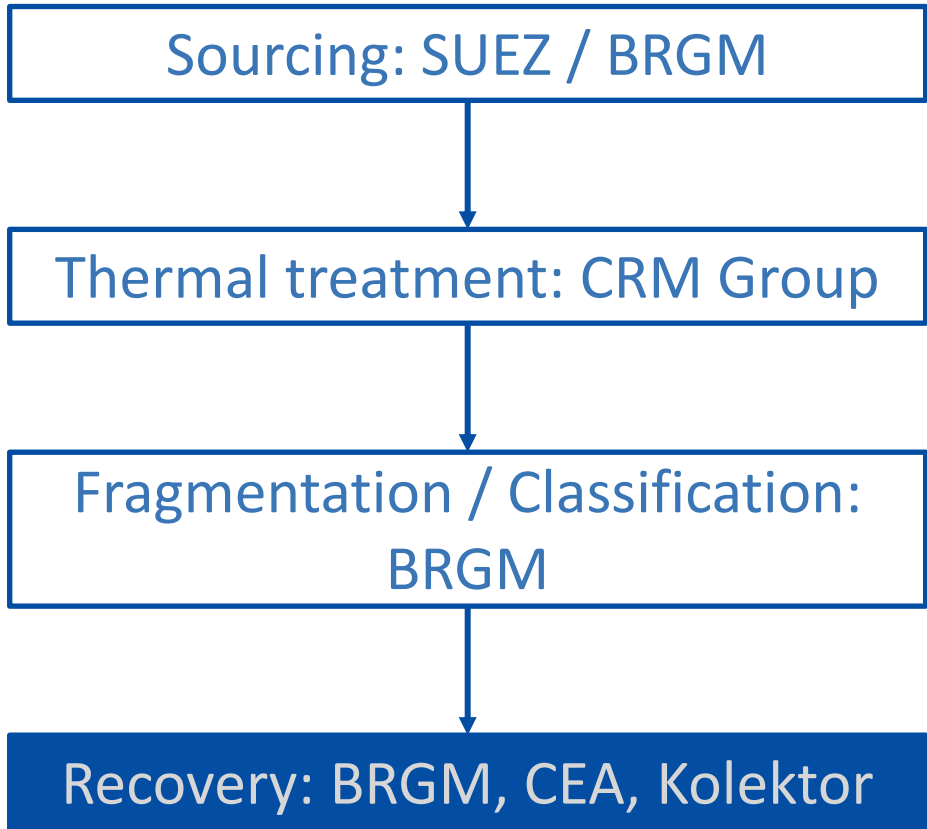 Sourcing: SUEZ / BRGM
Thermal treatment: CRM Group
Fragmentation / Classification:
BRGM
Recovery: BRGM, CEA, Kolektor